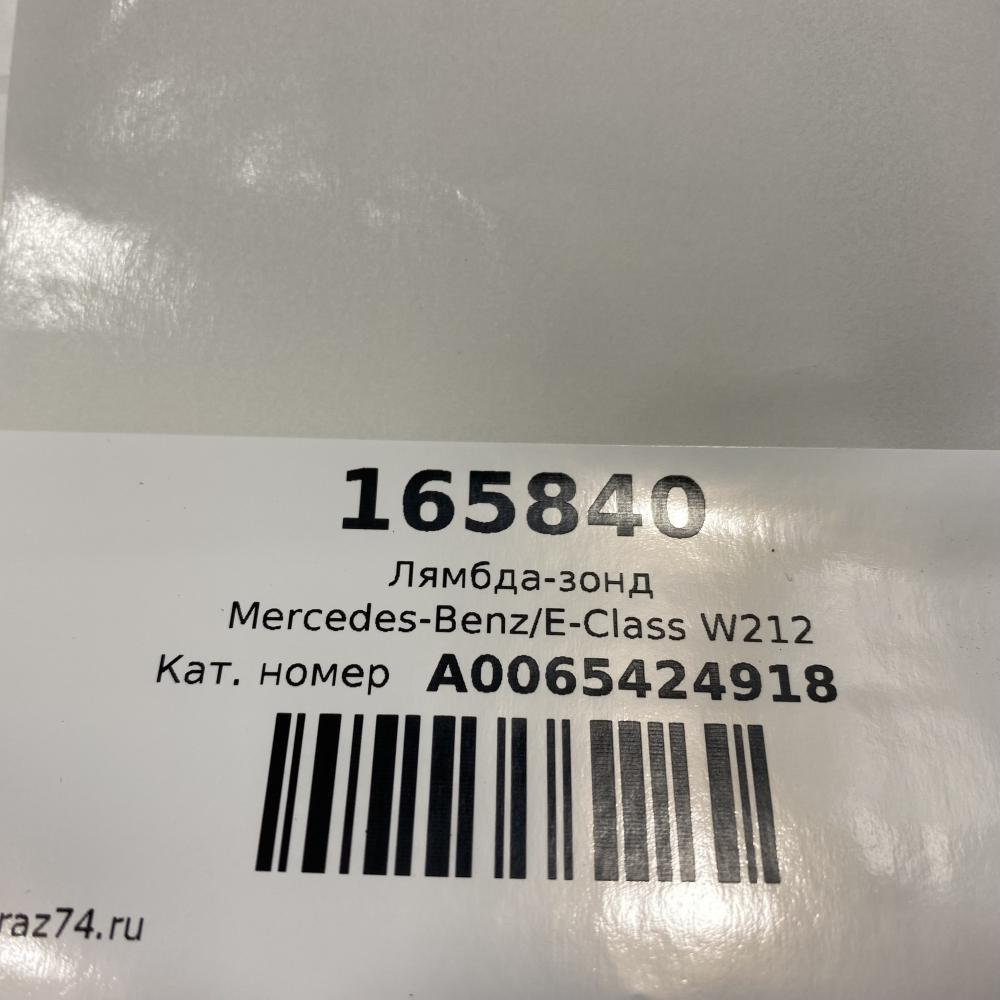 165840
Лямбда-зонд
Mercedes-Benz/E-Class W212
Кат. номер A0065424918
raz74.ru